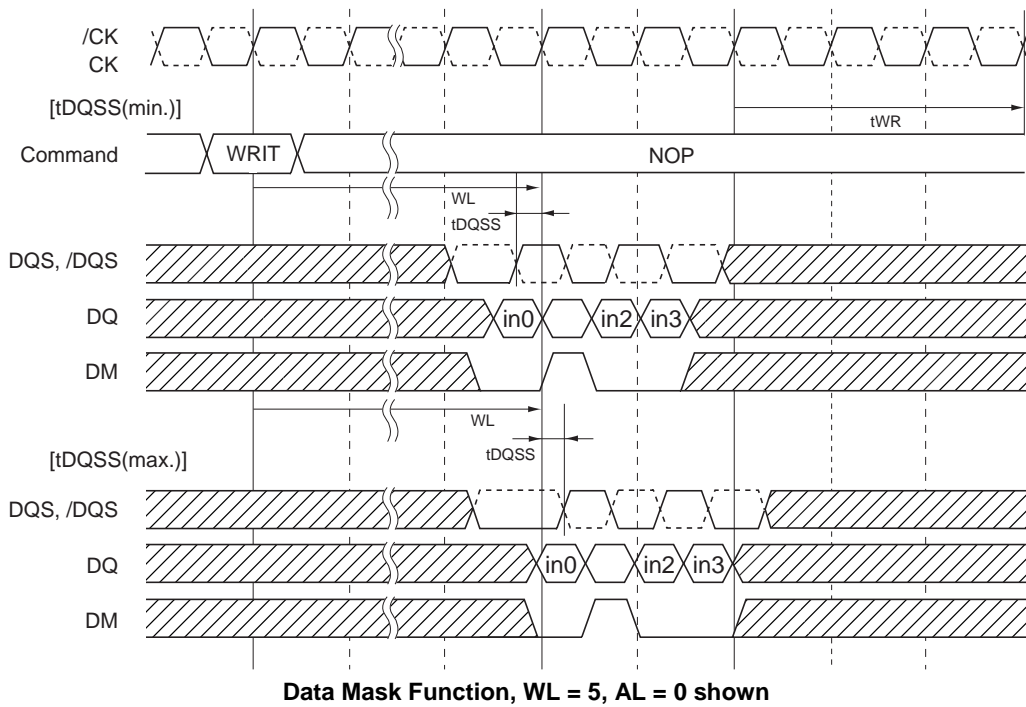 /CK
CK
[tDQSS(min.)]
tWR
Command
WRIT
NOP
WL
tDQSS
DQS, /DQS
DQ
in0
in2
in3
DM
WL
tDQSS
[tDQSS(max.)]
DQS, /DQS
DQ
in0
in2
in3
DM
Data Mask Function, WL = 5, AL = 0 shown